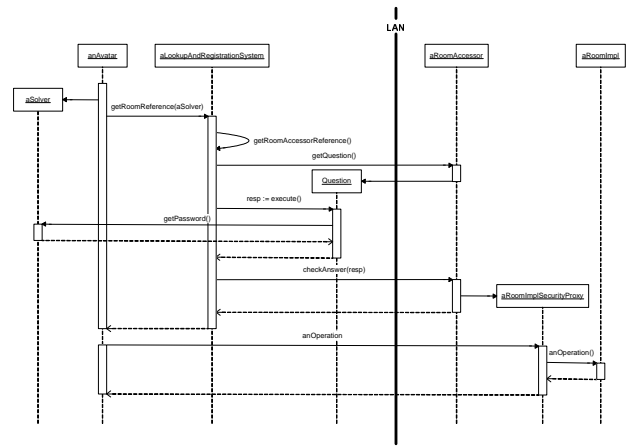 LAN
anAvatar
aLookupAndRegistrationSystem
aRoomAccessor
aRoomImpl
aSolver
getRoomReference(aSolver)
getRoomAccessorReference()
getQuestion()
Question
resp := execute()
getPassword()
checkAnswer(resp)
aRoomImplSecurityProxy
anOperation
anOperation()